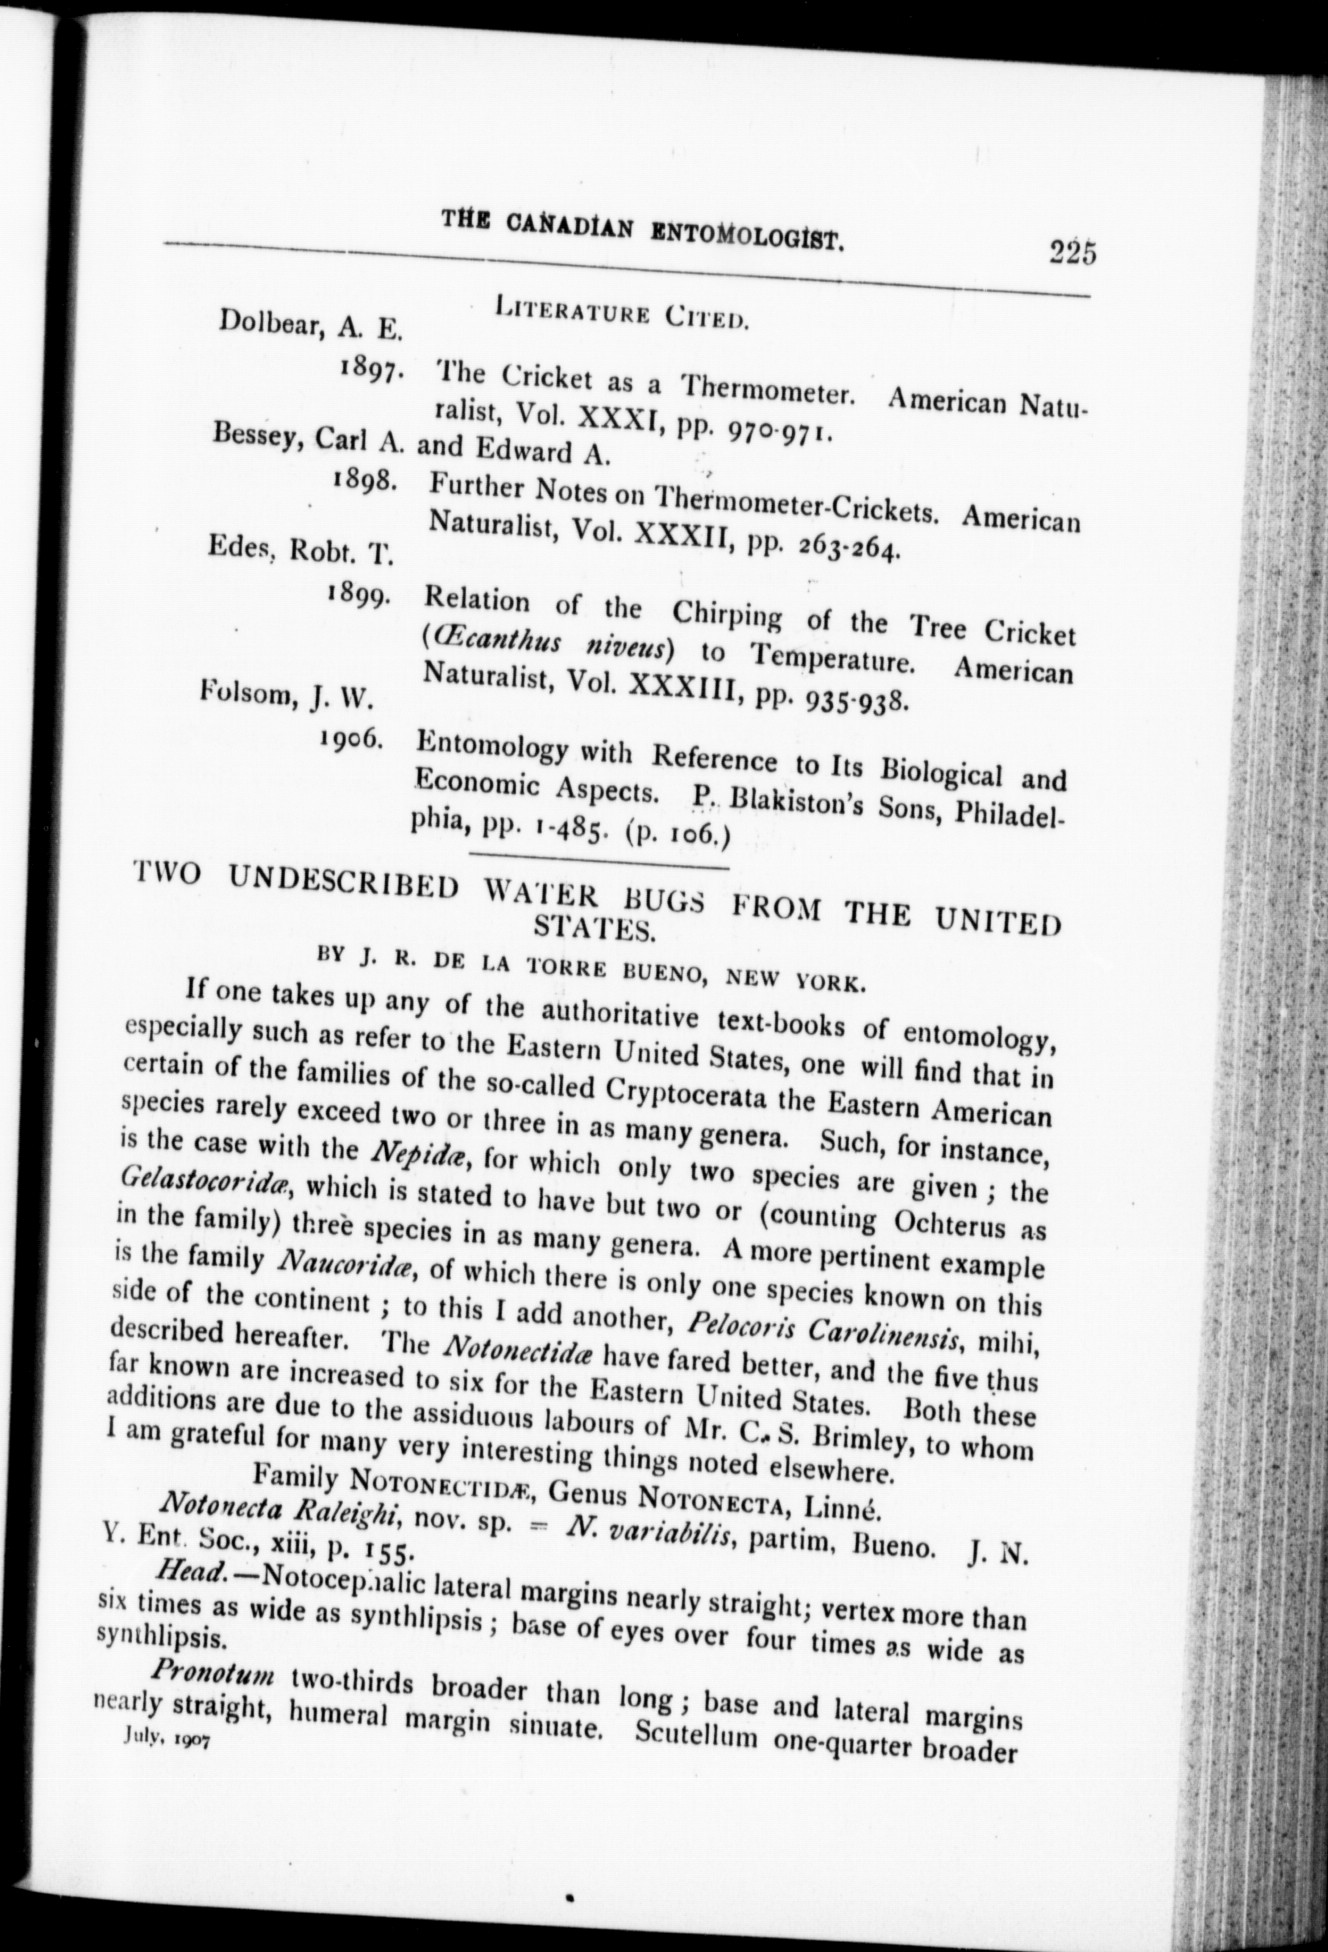 THE CANADIAN ENTOMOLOGIST. 225
LITERATURE CITED.
Dolbear, A. E.
1897. The Cricket as a Thermometer. American Natu-
ralist, Vol. XXXI, pp. 970-971.
Bessey, Carl A. and Edward A.
1898. Further Notes on Thermometer-Crickets. American
Naturalist, Vol. XXXII, pp. 263-264.
Edes, Robt. T.
1899. Relation of the Chirping of the Tree Cricket
(Œcanthus niveus) to Temperature. American
Naturalist, Vol. XXXIII, pp. 935-938.
Folsom, J. W.
1906. Entomology with Reference to Its Biological and
Economic Aspects. P. Blakiston's Sons, Philadel-
phia, pp. 1-485. (p. 106.)
TWO UNDESCRIBED WATER BUGS FROM THE UNITED
STATES.
BY J. R. DE LA TORRE BUENO, NEW YORK.
If one takes up any of the authoritative text-books of entomology,
especially such as refer to the Eastern United States, one will find that in
certain of the families of the so-called Cryptocerata the Eastern American
species rarely exceed two or three in as many genera. Such, for instance,
is the case with the Nepidæ, for which only two species are given ; the
Gelastocoridæ, which is stated to have but two or (counting Ochterus as
in the family) three species in as many genera. A more pertinent example
is the family Naucoridæ, of which there is only one species known on this
side of the continent ; to this I add another, Pelocoris Carolinensis, mihi,
described hereafter. The Notonectidæ have fared better, and the five thus
far known are increased to six for the Eastern United States. Both these
additions are due to the assiduous labours of Mr. C. S. Brimley, to whom
I am grateful for many very interesting things noted elsewhere.
Family NOTONECTIDÆ, Genus NOTONECTA, Linné.
Notonecta Raleighi, nov. sp. = N. variabilis, partim, Bueno. J. N.
Y. Ent. Soc., xiii, p. 155.
Head.—Notocephalic lateral margins nearly straight; vertex more than
six times as wide as synthlipsis ; base of eyes over four times as wide as
synthlipsis.
Pronotum two-thirds broader than long ; base and lateral margins
nearly straight, humeral margin sinuate. Scutellum one-quarter broader
July, 1907